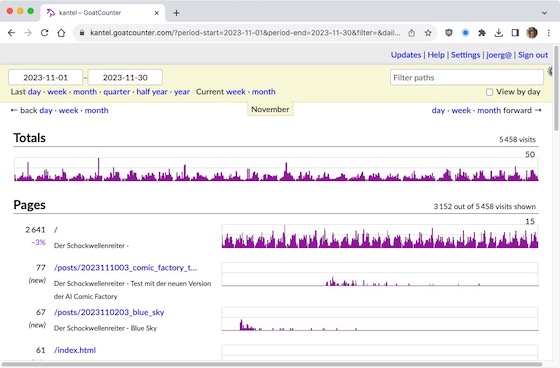 kantel – GoatCounter
kantel.goatcounter.com/?period-start=2023-11-01&period-end=2023-11-30&filter=&dail...
Updates | Help | Settings | joerg@ | Sign out
2023-11-01 – 2023-11-30
Filter paths
Last day · week · month · quarter · half year · year Current week · month
View by day
← back day · week · month
November
day · week · month forward →
Totals
5 458 visits
50
Pages
3 152 out of 5 458 visits shown
2 641 /
15
−3%
Der Schockwellenreiter -
77 /posts/2023111003_comic_factory_t...
(new) Der Schockwellenreiter - Test mit der neuen Version
der AI Comic Factory
67 /posts/2023110203_blue_sky
(new) Der Schockwellenreiter - Blue Sky
61 /index.html